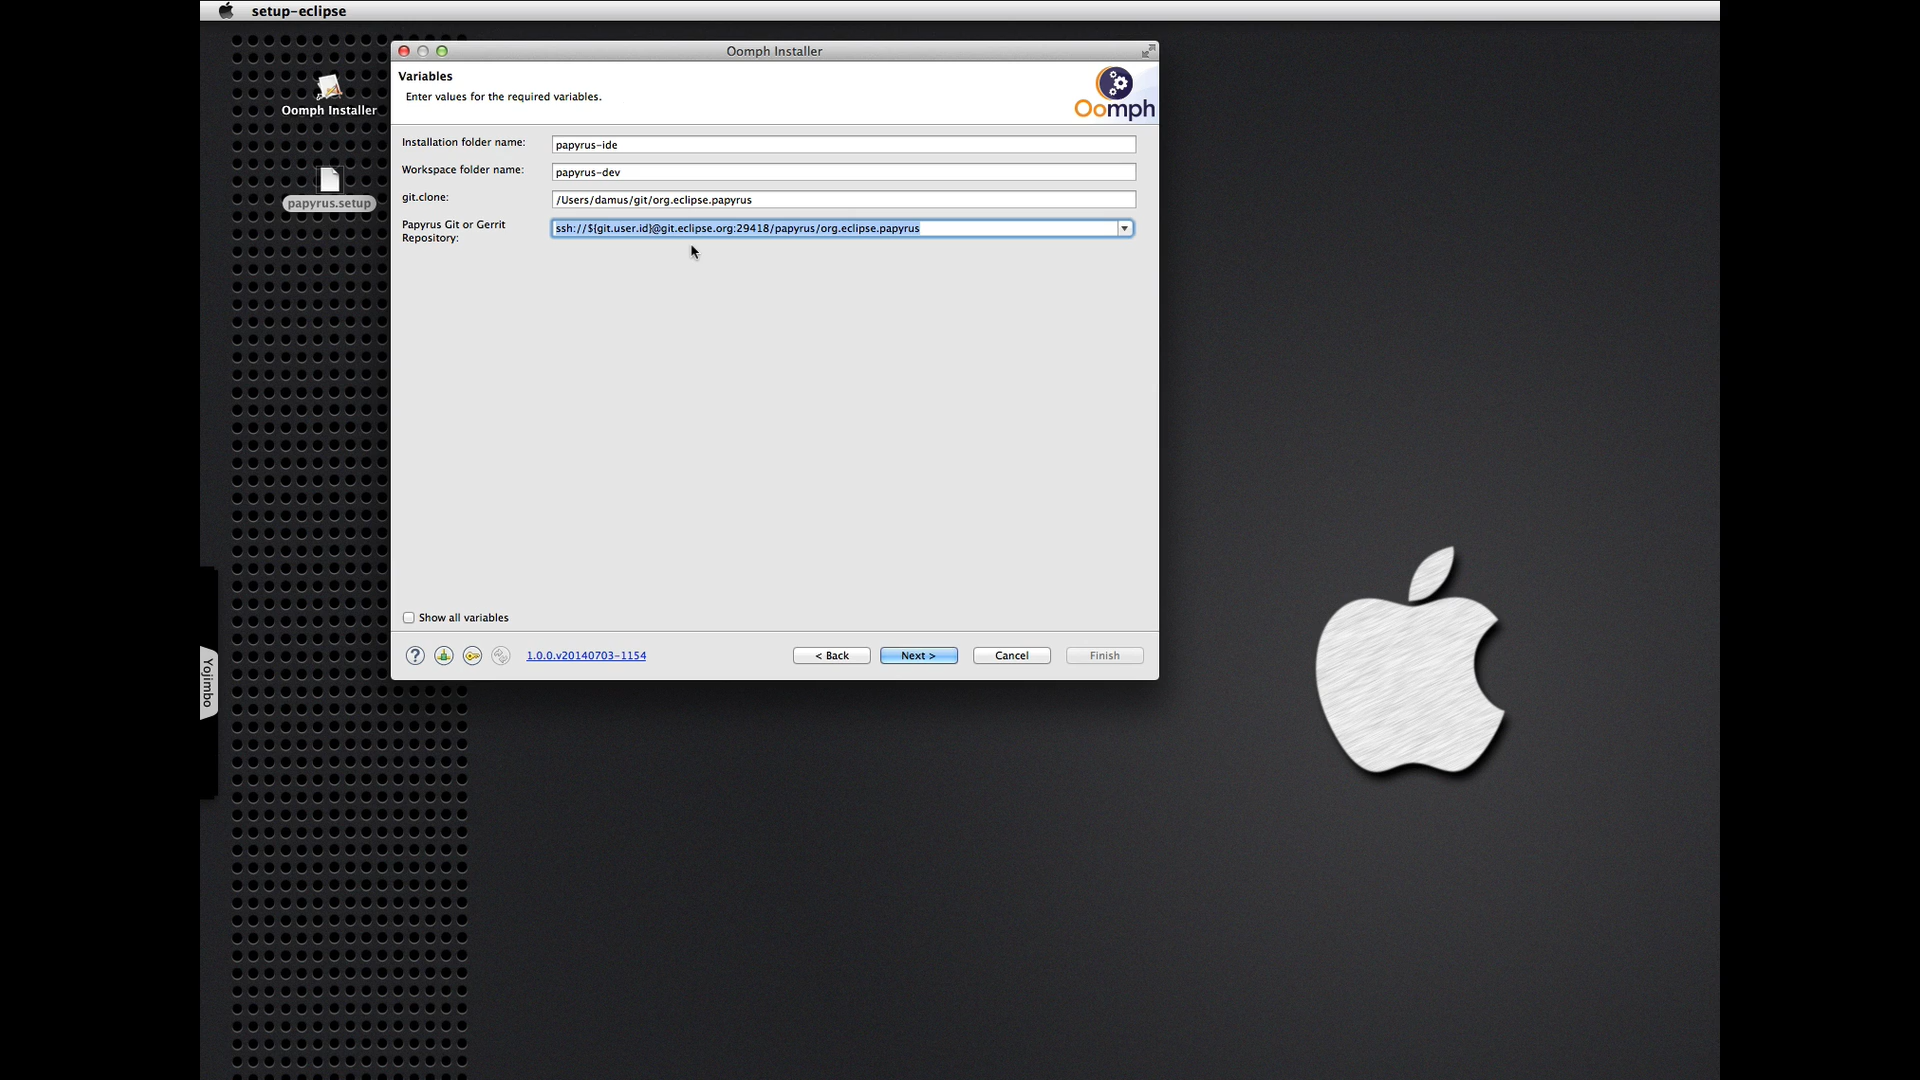 setup-eclipse
Oomph Installer
Variables
Enter values for the required variables.
Oomph
Oomph Installer
papyrus.setup
Installation folder name:
papyrus-ide
Workspace folder name:
papyrus-dev
git.clone:
/Users/damus/git/org.eclipse.papyrus
Papyrus Git or Gerrit
Repository:
ssh://${git.user.id}@git.eclipse.org:29418/papyrus/org.eclipse.papyrus
Show all variables
?
1.0.0.v20140703-1154
< Back
Next >
Cancel
Finish
Yojimbo